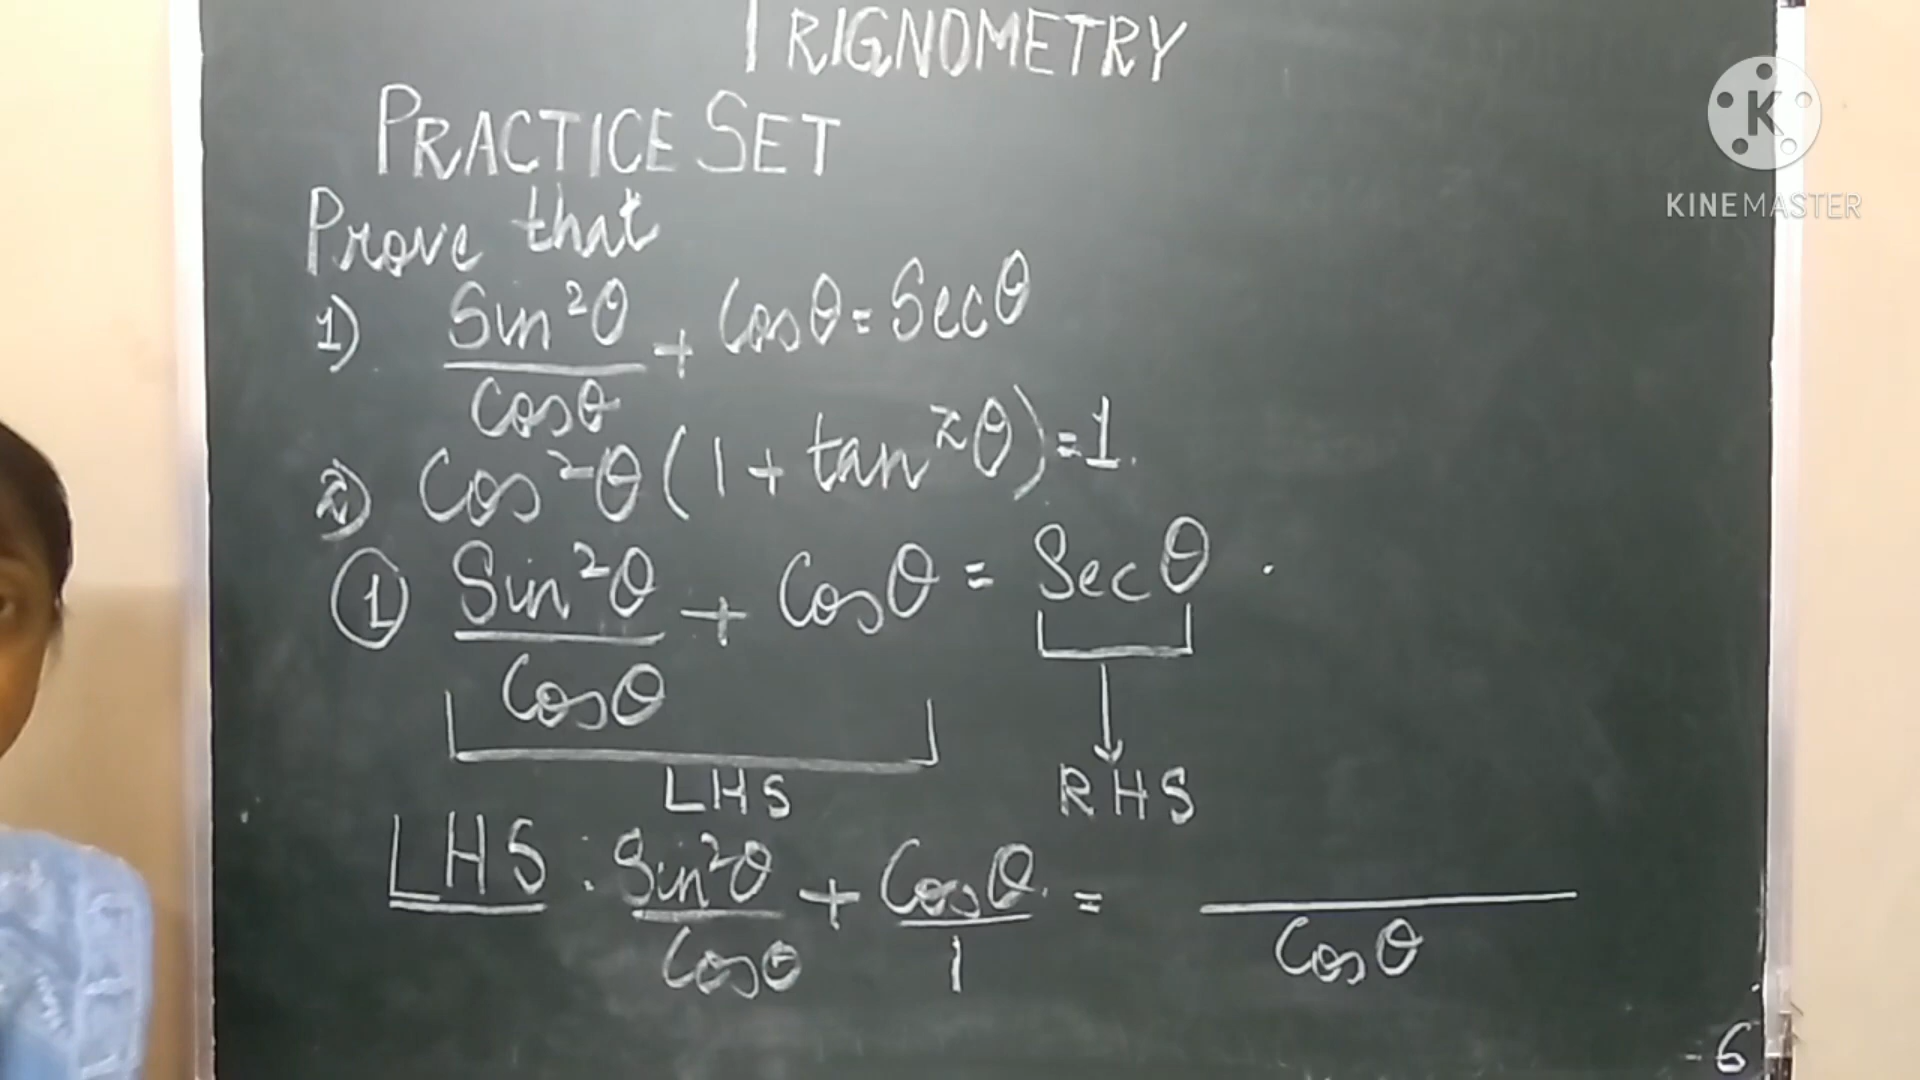 TRIGNOMETRY
PRACTICE SET
Prove that
1) Sin²θ/Cosθ + Cosθ = Secθ
2) Cos²θ (1 + tan²θ) = 1.
① Sin²θ/Cosθ + Cosθ = Secθ .
LHS RHS
LHS : Sin²θ/Cosθ + Cosθ/1 = /Cosθ
- 6
K
KINEMASTER